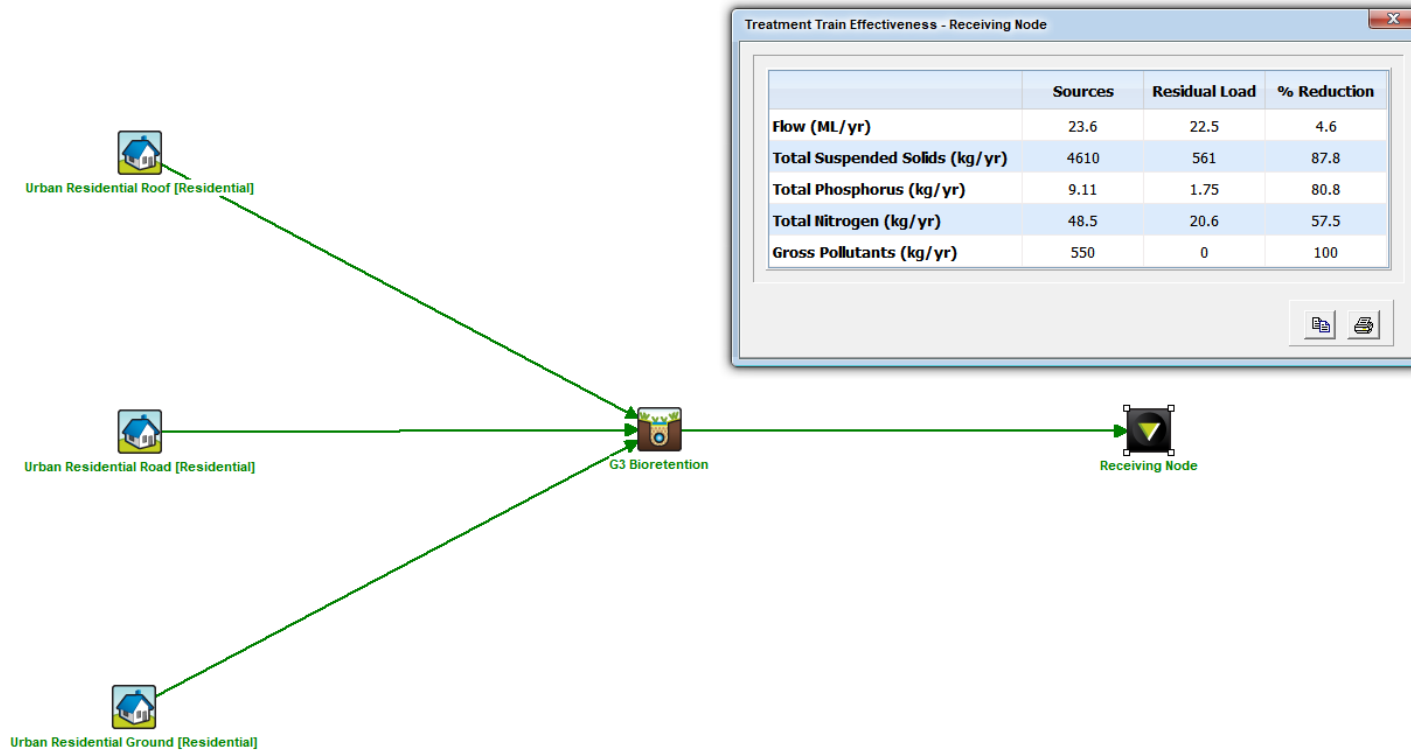 Treatment Train Effectiveness - Receiving Node
Sources Residual Load % Reduction
Flow (ML/yr) 23.6 22.5 4.6
Total Suspended Solids (kg/yr) 4610 561 87.8
Total Phosphorus (kg/yr) 9.11 1.75 80.8
Total Nitrogen (kg/yr) 48.5 20.6 57.5
Gross Pollutants (kg/yr) 550 0 100
Urban Residential Roof [Residential]
Urban Residential Road [Residential]
G3 Bioretention
Receiving Node
Urban Residential Ground [Residential]